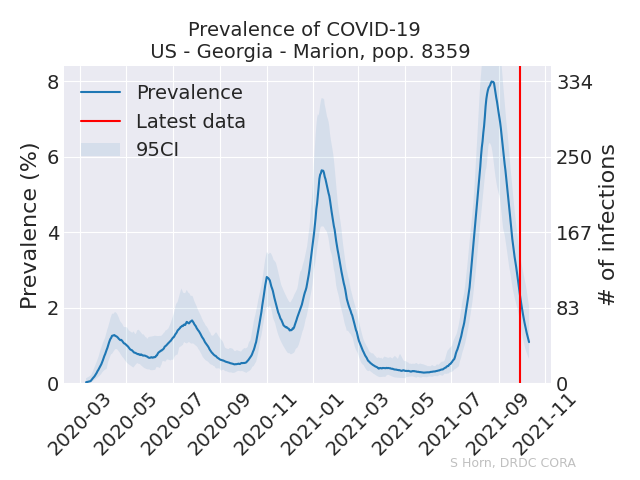 Prevalence of COVID-19
US - Georgia - Marion, pop. 8359
Prevalence
Latest data
95CI
Prevalence (%)
8
6
4
2
0
334
250
167
83
0
# of infections
2020-03
2020-05
2020-07
2020-09
2020-11
2021-01
2021-03
2021-05
2021-07
2021-09
2021-11
S Horn, DRDC CORA